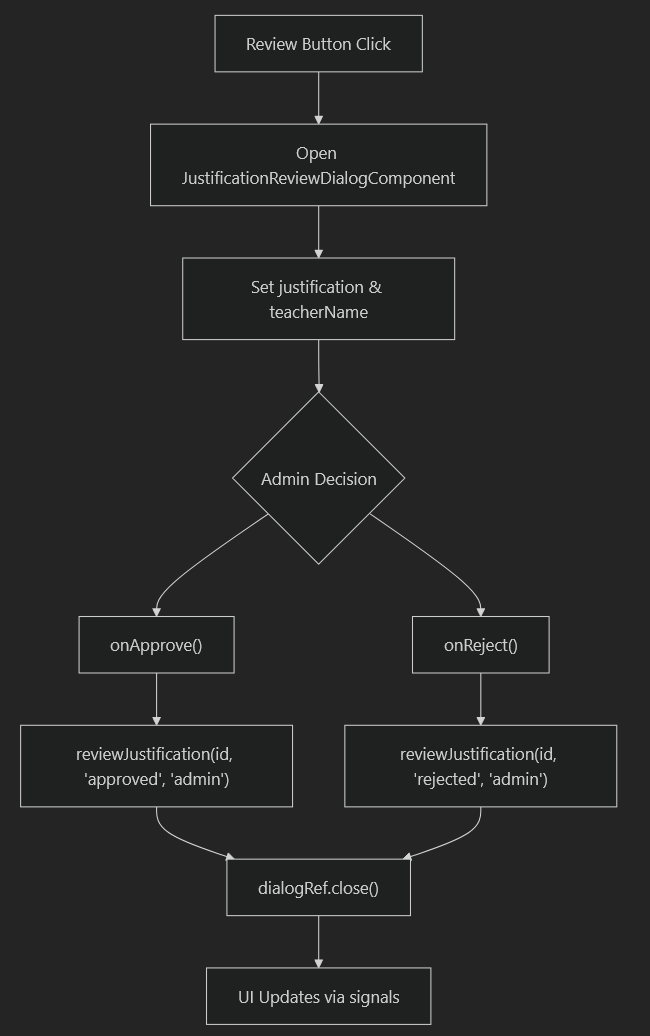 Review Button Click
Open
JustificationReviewDialogComponent
Set justification &
teacherName
Admin Decision
onApprove()
onReject()
reviewJustification(id,
'approved', 'admin')
reviewJustification(id,
'rejected', 'admin')
dialogRef.close()
UI Updates via signals